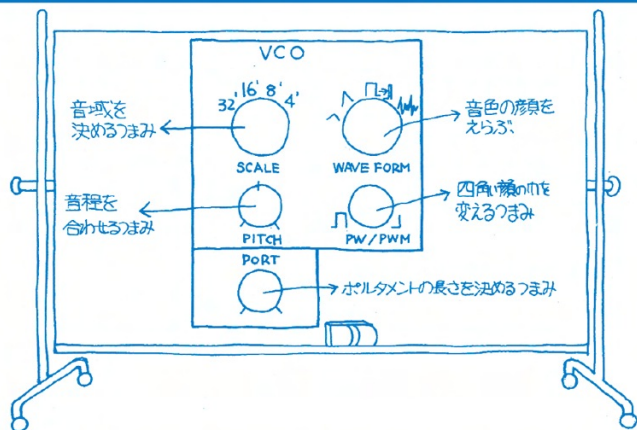 VCO
32' 16' 8' 4'
SCALE
音域を
決めるつまみ
WAVE FORM
音色の顔を
えらぶ
PITCH
音程を
合わせるつまみ
PW/PWM
四角い顔の巾を
変えるつまみ
PORT
ポルタメントの長さを決めるつまみ